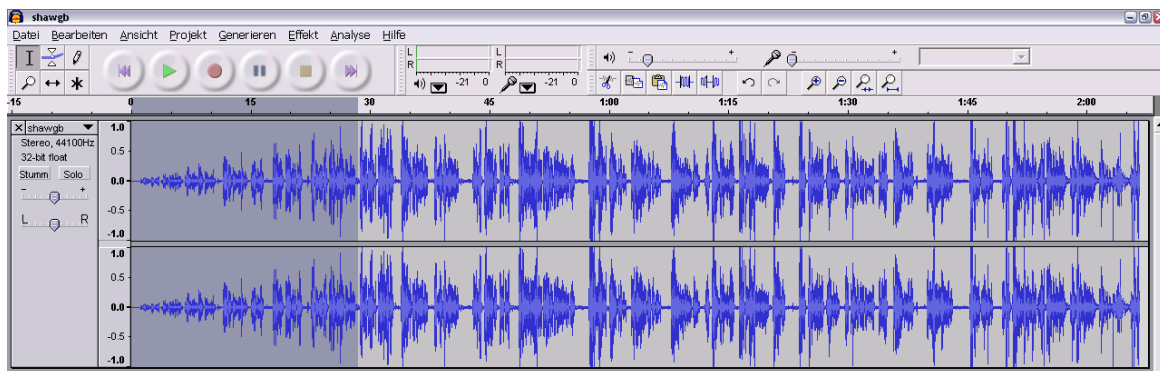 shawgb
Datei Bearbeiten Ansicht Projekt Generieren Effekt Analyse Hilfe
L L
R R
- + - +
-21 0 -21 0
-15 0 15 30 45 1:00 1:15 1:30 1:45 2:00
X shawgb
Stereo, 44100Hz
32-bit float
Stumm Solo
- +
L R
1.0
0.5
0.0
-0.5
-1.0
1.0
0.5
0.0
-0.5
-1.0